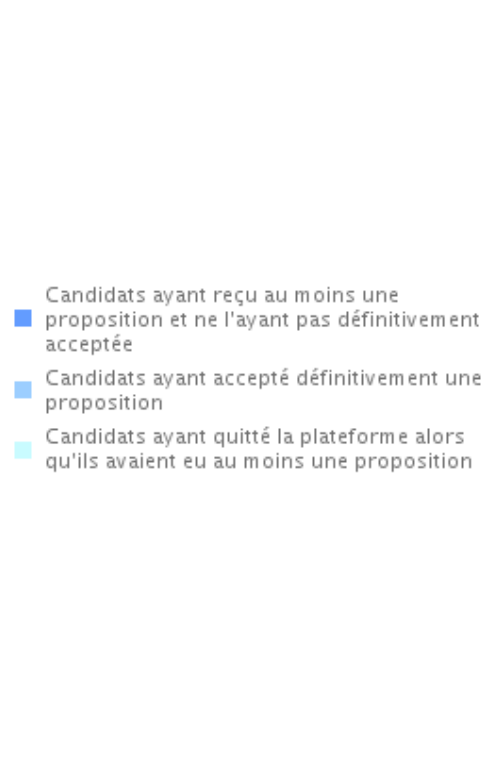 Candidats ayant reçu au moins une
proposition et ne l'ayant pas définitivement
acceptée
Candidats ayant accepté définitivement une
proposition
Candidats ayant quitté la plateforme alors
qu'ils avaient eu au moins une proposition